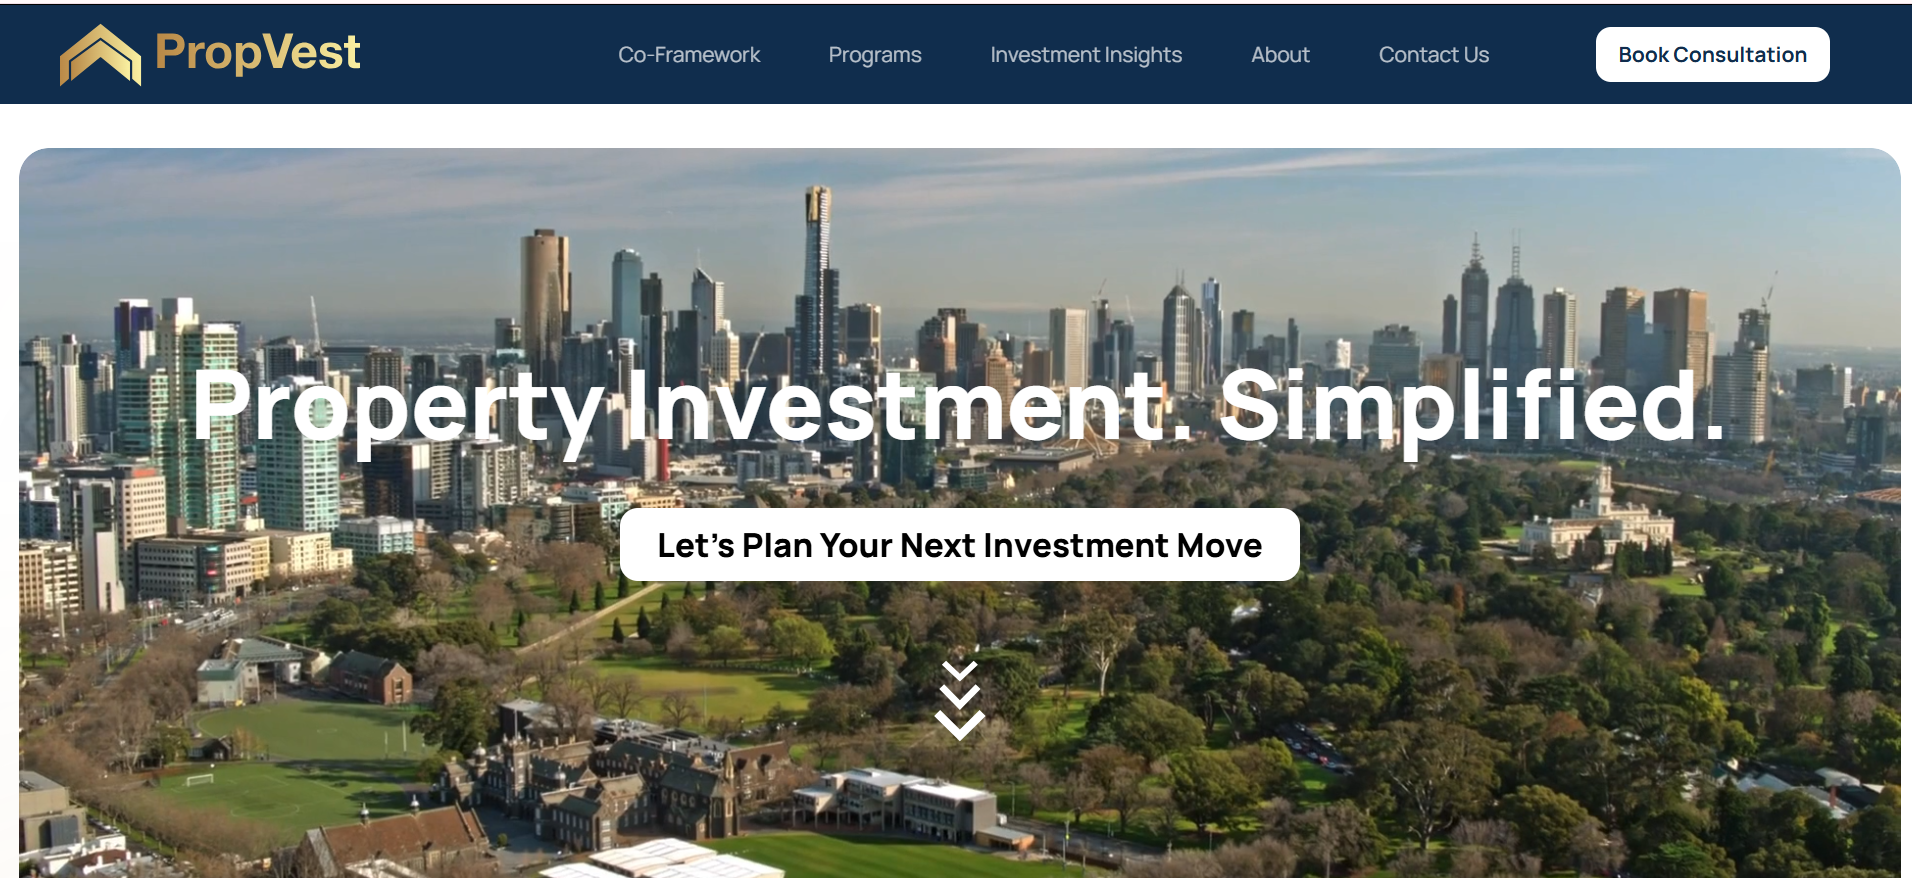 PropVest
Co-Framework
Programs
Investment Insights
About
Contact Us
Book Consultation
Property Investment. Simplified.
Let’s Plan Your Next Investment Move